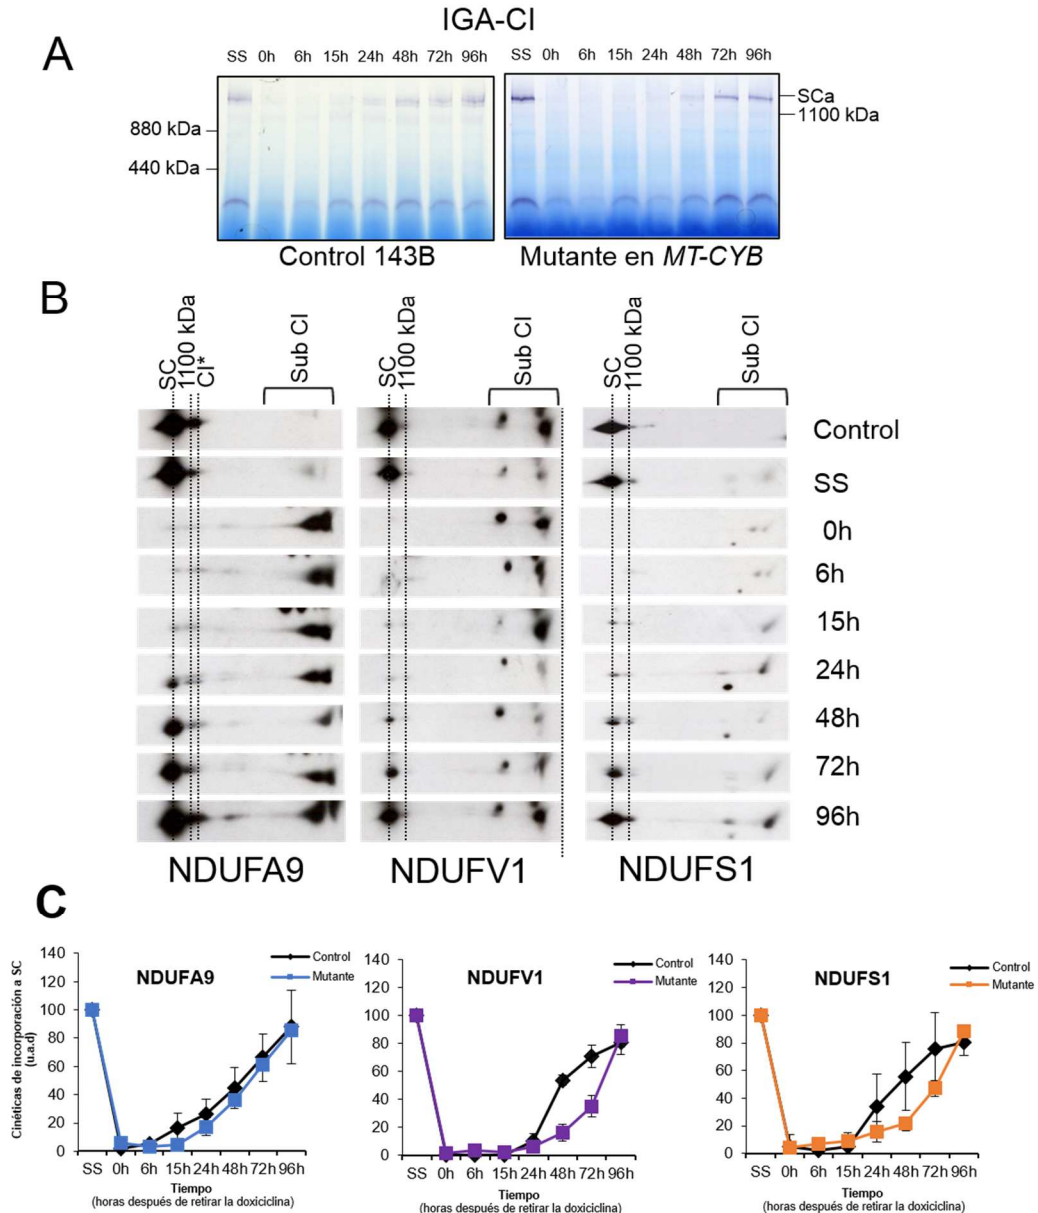 IGA-CI
A
SS 0h 6h 15h 24h 48h 72h 96h
SS 0h 6h 15h 24h 48h 72h 96h
880 kDa
440 kDa
SCa
1100 kDa
Control 143B
Mutante en MT-CYB
B
SC
1100 kDa
CI*
Sub CI
SC
1100 kDa
Sub CI
SC
1100 kDa
Sub CI
Control
SS
0h
6h
15h
24h
48h
72h
96h
NDUFA9
NDUFV1
NDUFS1
C
Cinéticas de incorporación a SC
(u.a.d)
140
120
100
80
60
40
20
0
NDUFA9
Control
Mutante
SS 0h 6h 15h 24h 48h 72h 96h
Tiempo
(horas después de retirar la doxiciclina)
140
120
100
80
60
40
20
0
NDUFV1
Control
Mutante
SS 0h 6h 15h 24h 48h 72h 96h
Tiempo
(horas después de retirar la doxiciclina)
140
120
100
80
60
40
20
0
NDUFS1
Control
Mutante
SS 0h 6h 15h 24h 48h 72h 96h
Tiempo
(horas después de retirar la doxiciclina)